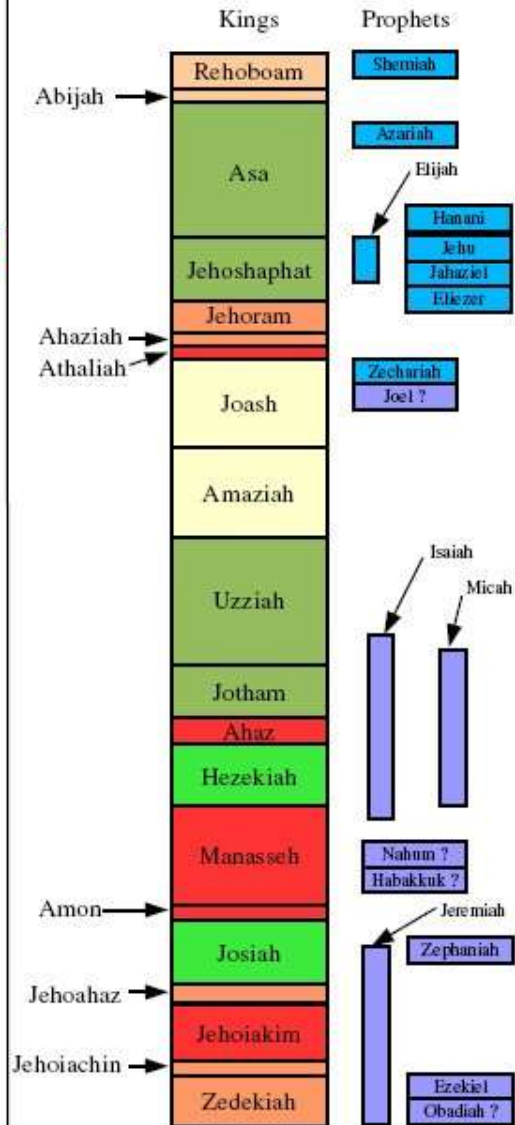 Kings Prophets
Rehoboam Shemiah
Abijah
Azariah
Asa Elijah
Hanani
Jehu
Jehoshaphat Jahaziel
Eliezer
Jehoram
Ahaziah
Athaliah
Zechariah
Joash Joel ?
Amaziah
Isaiah
Micah
Uzziah
Jotham
Ahaz
Hezekiah
Manasseh Nahum ?
Habakkuk ?
Amon Jeremiah
Josiah Zephaniah
Jehoahaz
Jehoiakim
Jehoiachin
Ezekiel
Zedekiah Obadiah ?